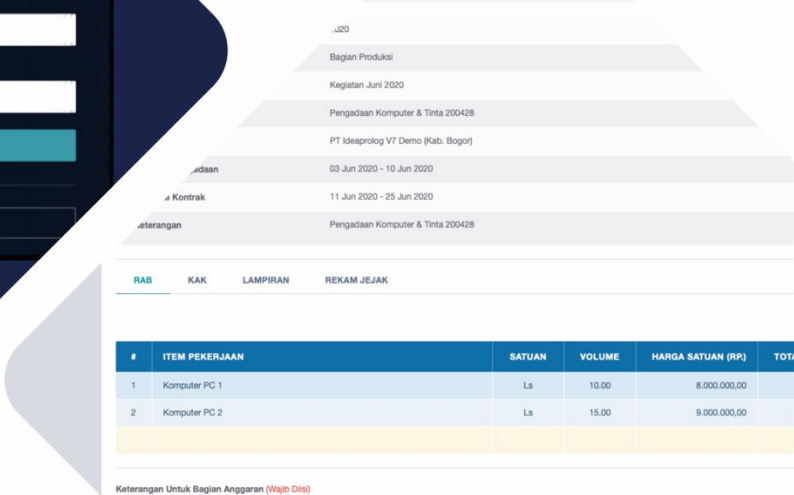 2020
Bagian Produksi
Kegiatan Juni 2020
Pengadaan Komputer & Tinta 200428
PT Ideaprolog V7 Demo (Kab. Bogor)
03 Jun 2020 - 10 Jun 2020
Kontrak 11 Jun 2020 - 25 Jun 2020
Keterangan Pengadaan Komputer & Tinta 200428
RAB KAK LAMPIRAN REKAM JEJAK
# ITEM PEKERJAAN SATUAN VOLUME HARGA SATUAN (RP.)
1 Komputer PC 1 Ls 10.00 8.000.000,00
2 Komputer PC 2 Ls 15.00 9.000.000,00
Keterangan Untuk Bagian Anggaran (Wajib Diisi)